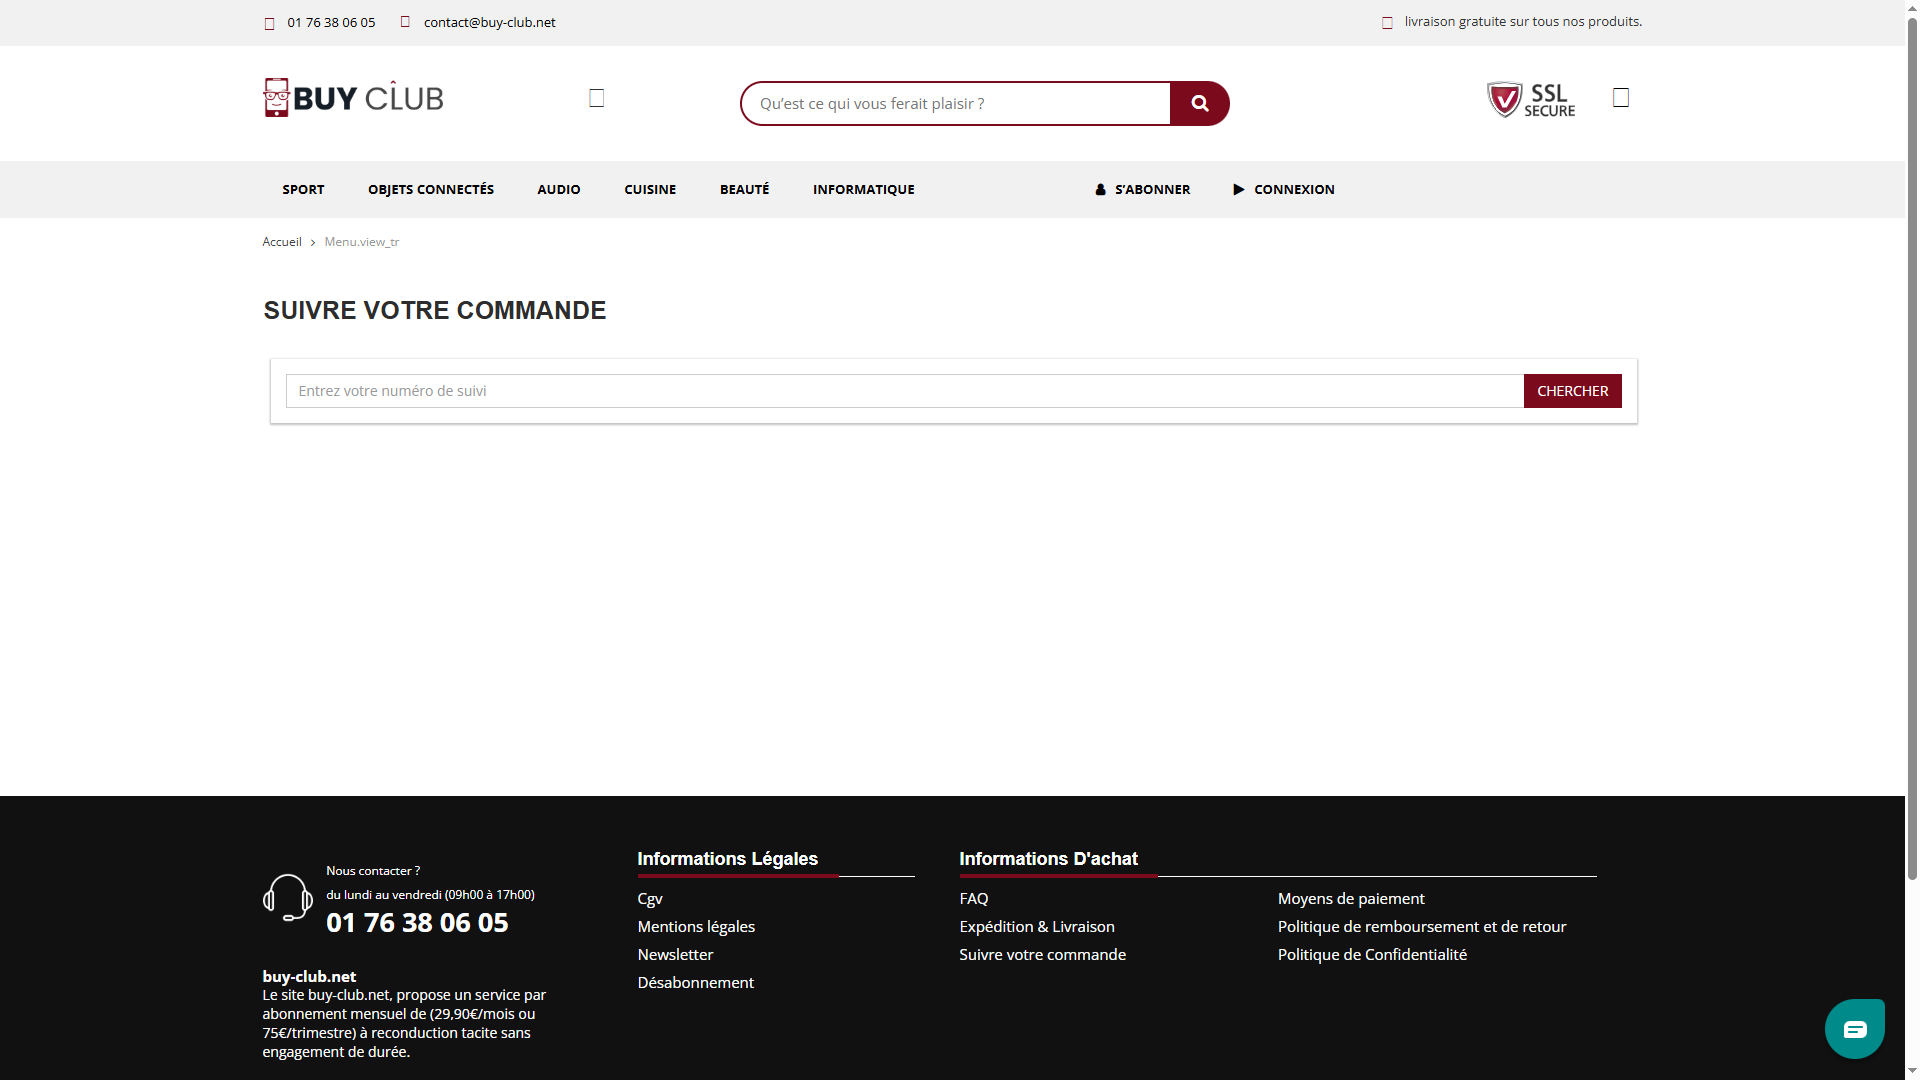 01 76 38 06 05
contact@buy-club.net
livraison gratuite sur tous nos produits.
BUY CLUB
Qu’est ce qui vous ferait plaisir ?
SSL
SECURE
SPORT
OBJETS CONNECTÉS
AUDIO
CUISINE
BEAUTÉ
INFORMATIQUE
S’ABONNER
CONNEXION
Accueil
Menu.view_tr
SUIVRE VOTRE COMMANDE
Entrez votre numéro de suivi
CHERCHER
Nous contacter ?
du lundi au vendredi (09h00 à 17h00)
01 76 38 06 05
buy-club.net
Le site buy-club.net, propose un service par
abonnement mensuel de (29,90€/mois ou
75€/trimestre) à reconduction tacite sans
engagement de durée.
Informations Légales
Cgv
Mentions légales
Newsletter
Désabonnement
Informations D'achat
FAQ
Expédition & Livraison
Suivre votre commande
Moyens de paiement
Politique de remboursement et de retour
Politique de Confidentialité